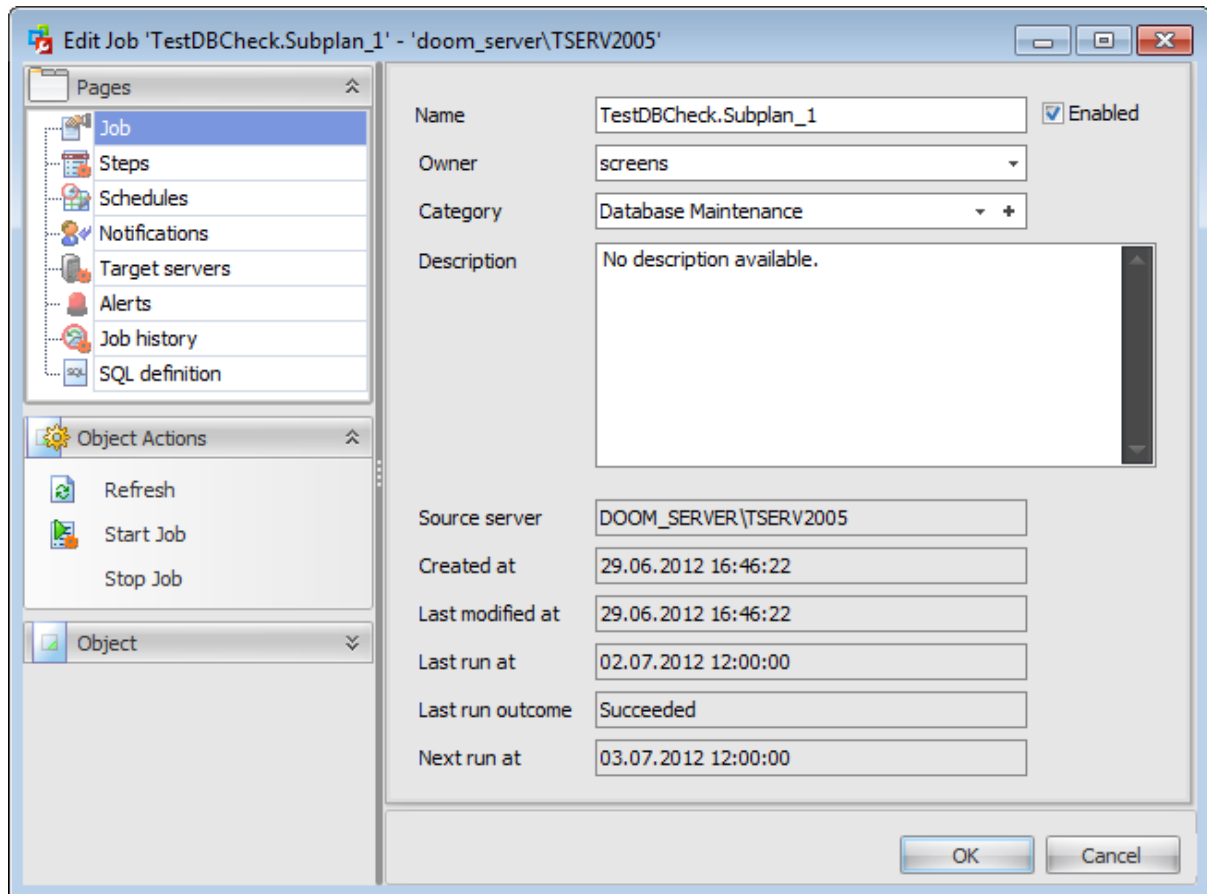 Edit Job 'TestDBCheck.Subplan_1' - 'doom_server\TSERV2005'
Pages
Job
Steps
Schedules
Notifications
Target servers
Alerts
Job history
SQL definition
Object Actions
Refresh
Start Job
Stop Job
Object
Name TestDBCheck.Subplan_1 Enabled
Owner screens
Category Database Maintenance
Description No description available.
Source server DOOM_SERVER\TSERV2005
Created at 29.06.2012 16:46:22
Last modified at 29.06.2012 16:46:22
Last run at 02.07.2012 12:00:00
Last run outcome Succeeded
Next run at 03.07.2012 12:00:00
OK Cancel